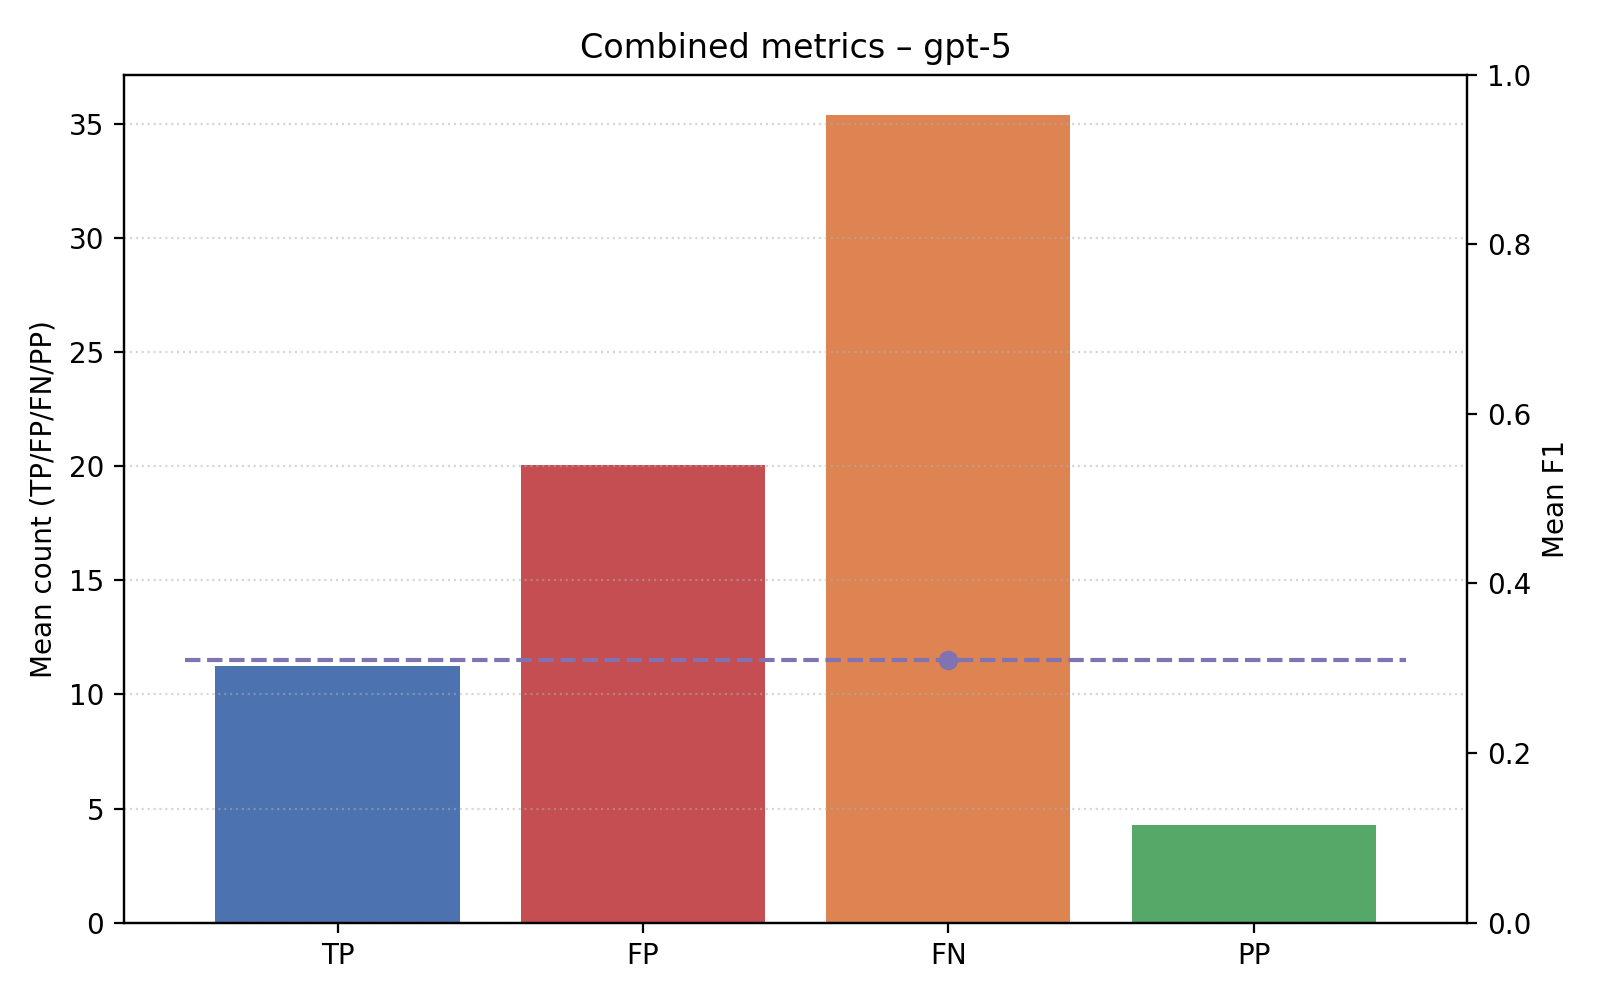 Combined metrics – gpt-5
Mean count (TP/FP/FN/PP)
35
30
25
20
15
10
5
0
TP
FP
FN
PP
1.0
0.8
0.6
0.4
0.2
0.0
Mean F1